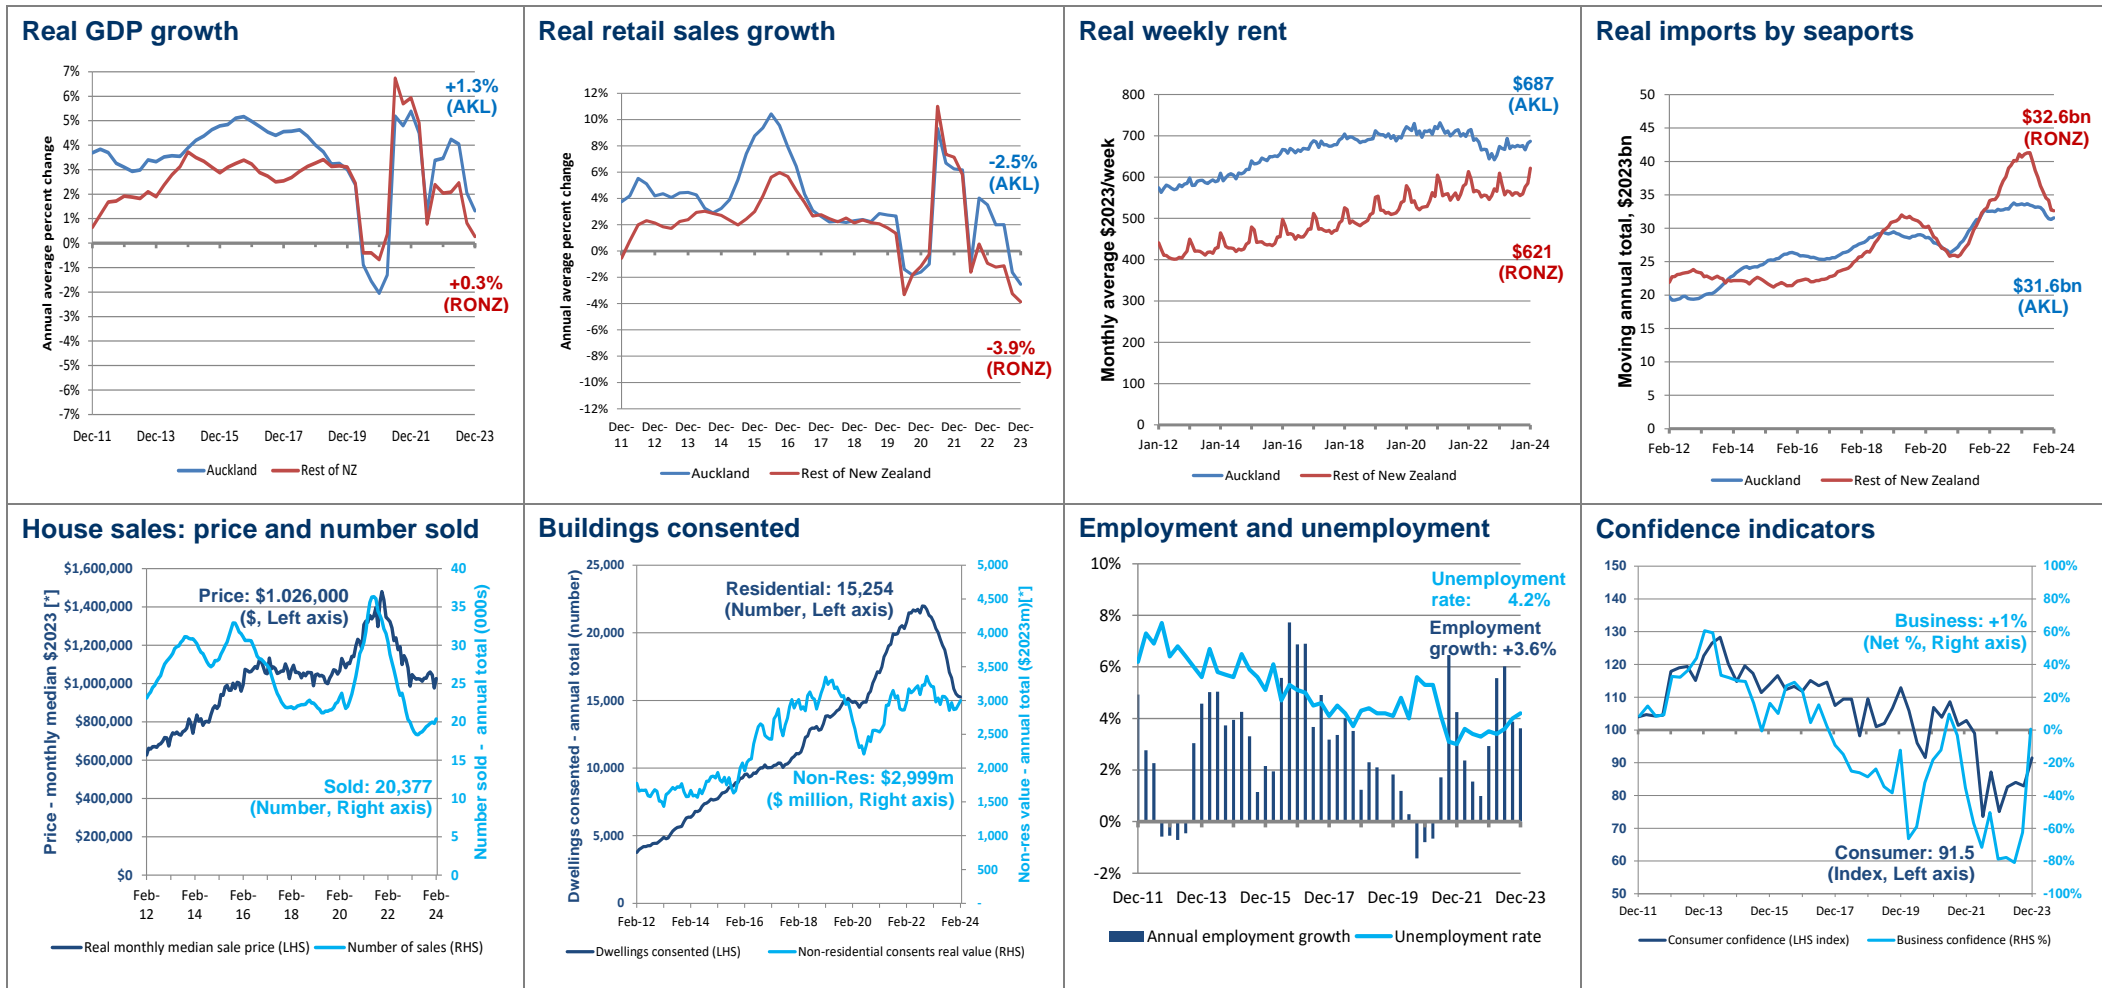 Real GDP growth
Annual average percent change
7%
6%
5%
4%
3%
2%
1%
0%
-1%
-2%
-3%
-4%
-5%
-6%
-7%
+1.3%
(AKL)
+0.3%
(RONZ)
Dec-11 Dec-13 Dec-15 Dec-17 Dec-19 Dec-21 Dec-23
Auckland Rest of NZ
Real retail sales growth
Annual average percent change
12%
10%
8%
6%
4%
2%
0%
-2%
-4%
-6%
-8%
-10%
-12%
-2.5%
(AKL)
-3.9%
(RONZ)
Dec- Dec- Dec- Dec- Dec- Dec- Dec- Dec- Dec- Dec- Dec- Dec- Dec-
11 12 13 14 15 16 17 18 19 20 21 22 23
Auckland Rest of New Zealand
Real weekly rent
Monthly average $2023/week
800
700
600
500
400
300
200
100
0
$687
(AKL)
$621
(RONZ)
Jan-12 Jan-14 Jan-16 Jan-18 Jan-20 Jan-22 Jan-24
Auckland Rest of New Zealand
Real imports by seaports
Moving annual total, $2023bn
50
45
40
35
30
25
20
15
10
5
0
$32.6bn
(RONZ)
$31.6bn
(AKL)
Feb-12 Feb-14 Feb-16 Feb-18 Feb-20 Feb-22 Feb-24
Auckland Rest of New Zealand
House sales: price and number sold
Price - monthly median $2023 [*]
$1,600,000
$1,400,000
$1,200,000
$1,000,000
$800,000
$600,000
$400,000
$200,000
$0
Price: $1.026,000
($, Left axis)
Sold: 20,377
(Number, Right axis)
40
35
30
25
20
15
10
5
0
Number sold - annual total (000s)
Feb- Feb- Feb- Feb- Feb- Feb- Feb-
12 14 16 18 20 22 24
Real monthly median sale price (LHS) Number of sales (RHS)
Buildings consented
Dwellings consented - annual total (number)
25,000
20,000
15,000
10,000
5,000
0
Residential: 15,254
(Number, Left axis)
Non-Res: $2,999m
($ million, Right axis)
5,000
4,500
4,000
3,500
3,000
2,500
2,000
1,500
1,000
500
-
Non-res value - annual total ($2023m)[*]
Feb-12 Feb-14 Feb-16 Feb-18 Feb-20 Feb-22 Feb-24
Dwellings consented (LHS) Non-residential consents real value (RHS)
Employment and unemployment
10%
8%
6%
4%
2%
0%
-2%
Unemployment
rate: 4.2%
Employment
growth: +3.6%
Dec-11 Dec-13 Dec-15 Dec-17 Dec-19 Dec-21 Dec-23
Annual employment growth Unemployment rate
Confidence indicators
150
140
130
120
110
100
90
80
70
60
50
Business: +1%
(Net %, Right axis)
Consumer: 91.5
(Index, Left axis)
100%
80%
60%
40%
20%
0%
-20%
-40%
-60%
-80%
-100%
Dec-11 Dec-13 Dec-15 Dec-17 Dec-19 Dec-21 Dec-23
Consumer confidence (LHS index) Business confidence (RHS %)